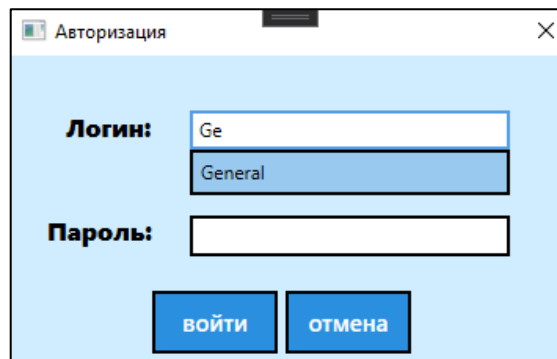 Авторизация
Логин:
Ge
General
Пароль:
войти
отмена